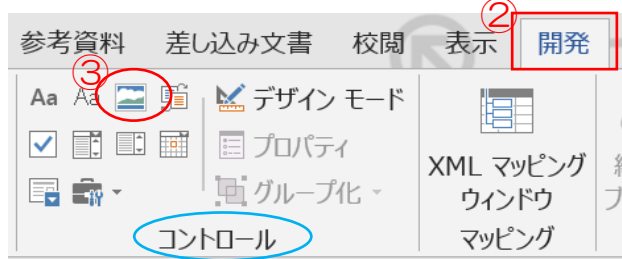 ②
参考資料 差し込み文書 校閲 表示 開発
③
Aa Aa デザイン モード
プロパティ
グループ化
コントロール
XML マッピング
ウィンドウ
マッピング